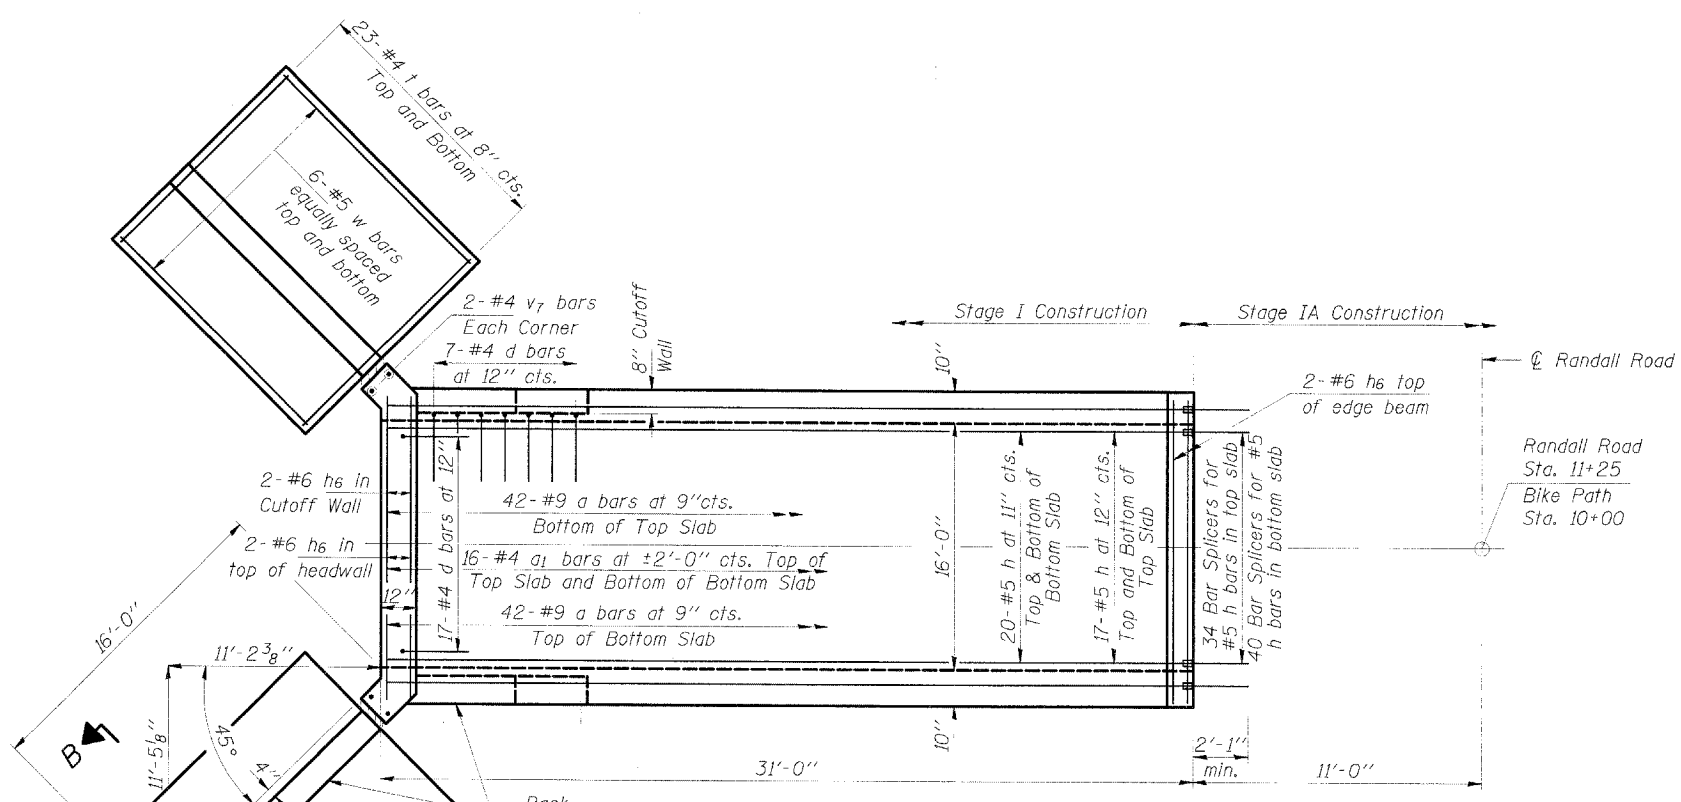 23-#4 t bars at 8" cts.
Top and Bottom
6-#5 w bars
equally spaced
top and bottom
2-#4 v7 bars
Each Corner
7-#4 d bars
at 12" cts.
8" Cutoff
Wall
10"
Stage I Construction
Stage IA Construction
℄ Randall Road
2-#6 h6 top
of edge beam
Randall Road
Sta. 11+25
Bike Path
Sta. 10+00
2-#6 h6 in
Cutoff Wall
2-#6 h6 in
top of headwall
12"
17-#4 d bars at 12"
42-#9 a bars at 9"cts.
Bottom of Top Slab
16-#4 a1 bars at ±2'-0" cts. Top of
Top Slab and Bottom of Bottom Slab
42-#9 a bars at 9" cts.
Top of Bottom Slab
16'-0"
20-#5 h at 11" cts.
Top & Bottom of
Bottom Slab
17-#5 h at 12" cts.
Top and Bottom of
Top Slab
34 Bar Splicers for
#5 h bars in top slab
40 Bar Splicers for #5
h bars in bottom slab
16'-0"
11'-2 3/8"
11'-5 1/8"
45°
4"
B
10"
31'-0"
2'-1"
min.
11'-0"